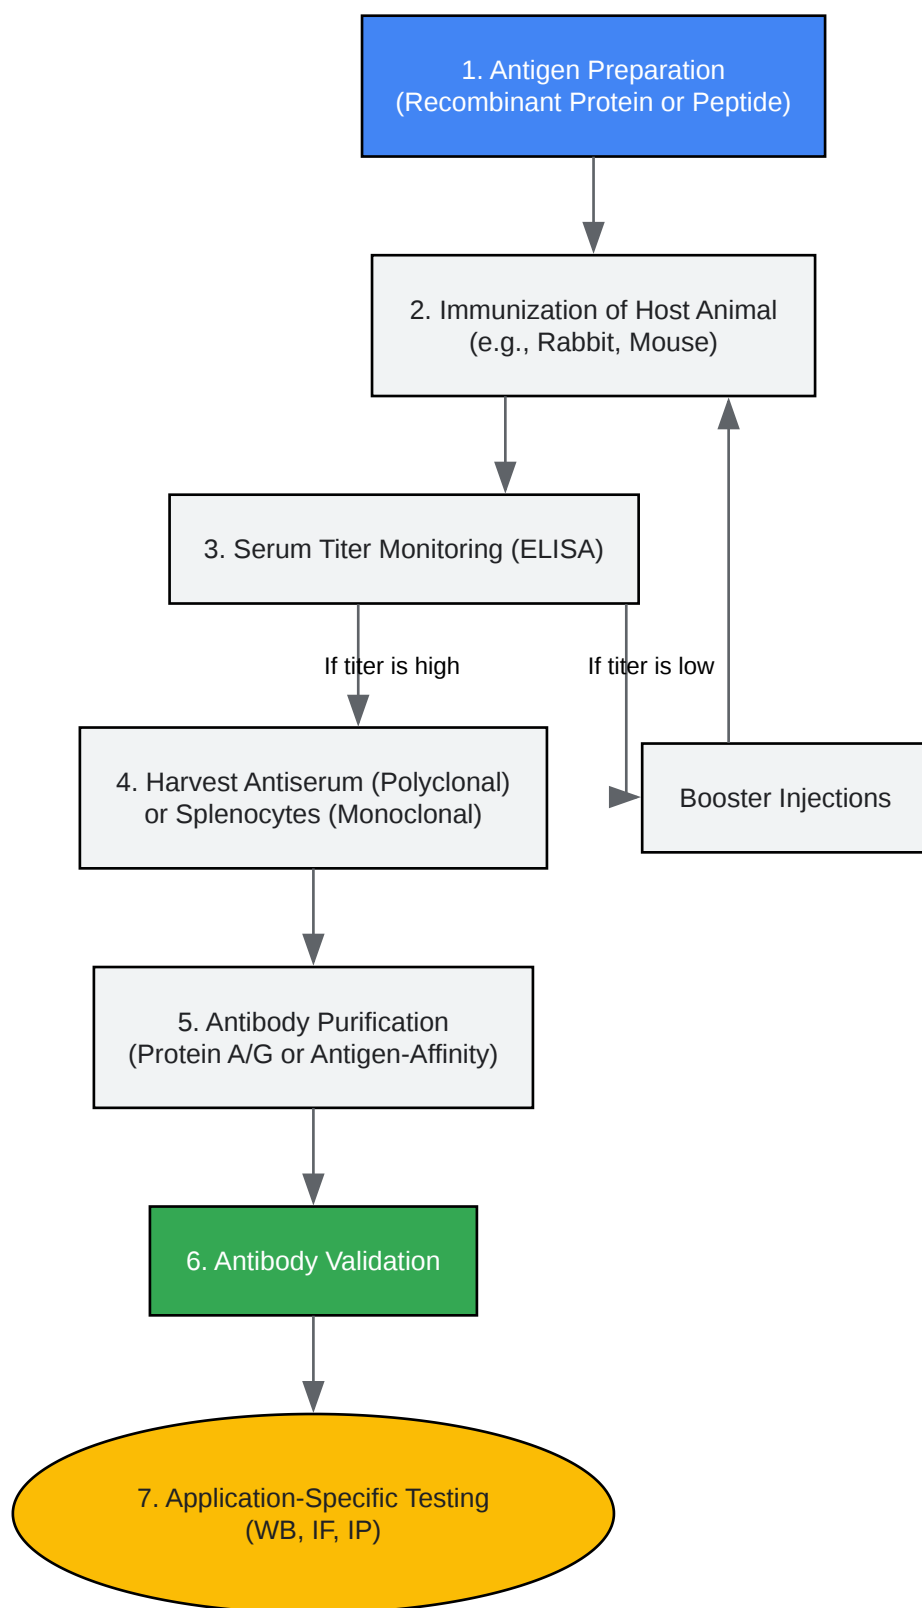 1. Antigen Preparation
(Recombinant Protein or Peptide)
2. Immunization of Host Animal
(e.g., Rabbit, Mouse)
3. Serum Titer Monitoring (ELISA)
If titer is high
If titer is low
4. Harvest Antiserum (Polyclonal)
or Splenocytes (Monoclonal)
Booster Injections
5. Antibody Purification
(Protein A/G or Antigen-Affinity)
6. Antibody Validation
7. Application-Specific Testing
(WB, IF, IP)